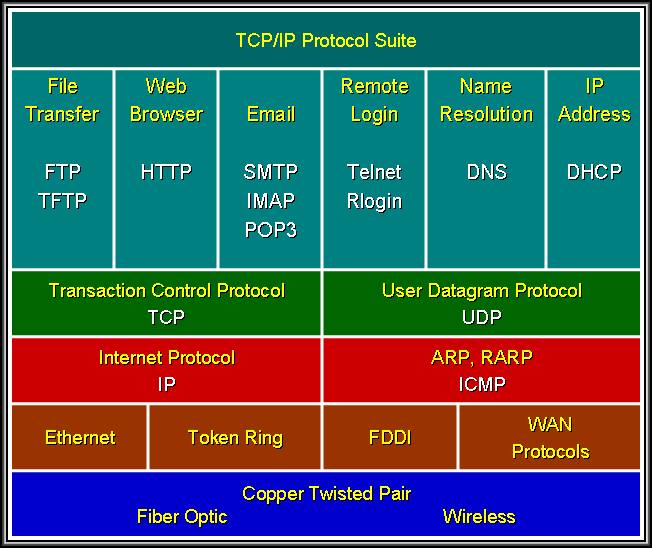 TCP/IP Protocol Suite
File
Transfer
FTP
TFTP
Web
Browser
HTTP
Email
SMTP
IMAP
POP3
Remote
Login
Telnet
Rlogin
Name
Resolution
DNS
IP
Address
DHCP
Transaction Control Protocol
TCP
User Datagram Protocol
UDP
Internet Protocol
IP
ARP, RARP
ICMP
Ethernet
Token Ring
FDDI
WAN
Protocols
Copper Twisted Pair
Fiber Optic
Wireless